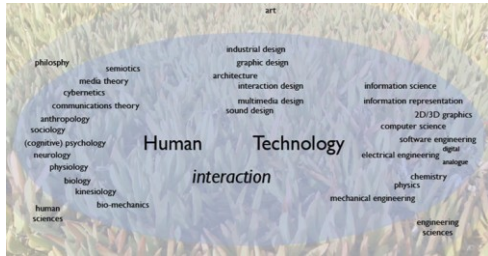 art
industrial design
graphic design
architecture
interaction design
multimedia design
sound design
philosphy
semiotics
media theory
cybernetics
communications theory
anthropology
sociology
(cognitive) psychology
neurology
physiology
biology
kinesiology
bio-mechanics
human
sciences
Human Technology
interaction
information science
information representation
2D/3D graphics
computer science
software engineering
digital
electrical engineering
analogue
chemistry
physics
mechanical engineering
engineering
sciences